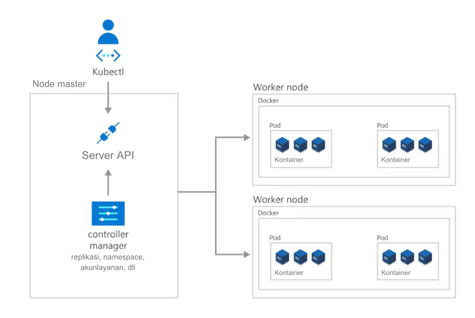 Kubectl
Node master
Server API
controller
manager
replikasi, namespace,
akunlayanan, dll
Worker node
Docker
Pod
Kontainer
Pod
Kontainer
Worker node
Docker
Pod
Kontainer
Pod
Kontainer